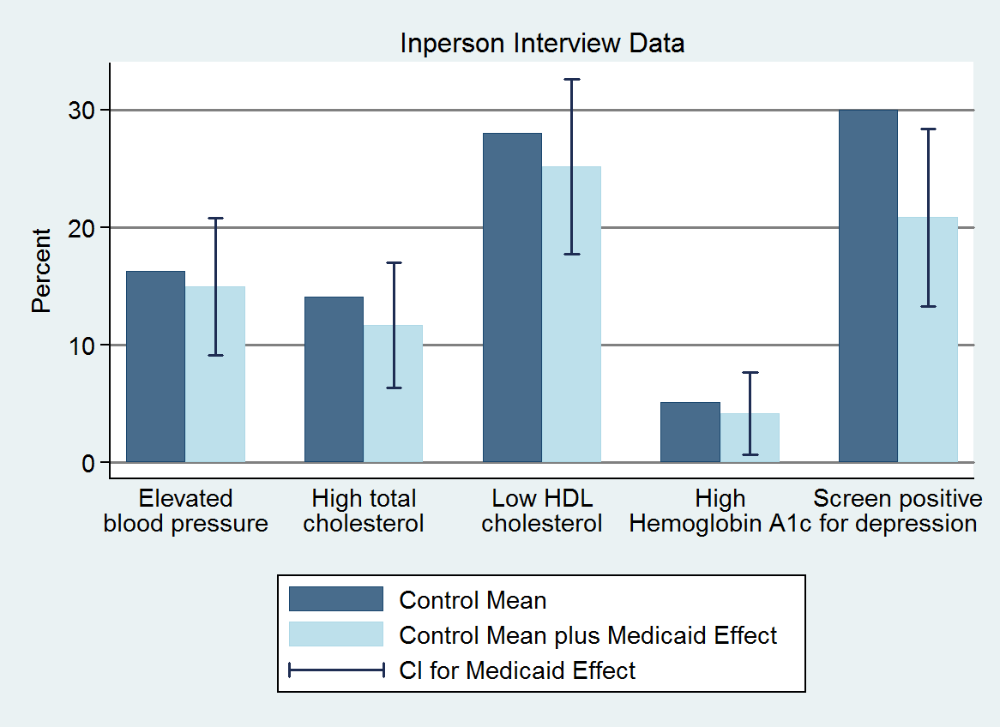 Inperson Interview Data
Percent
30
20
10
0
Elevated
blood pressure
High total
cholesterol
Low HDL
cholesterol
High
Hemoglobin A1c
Screen positive
for depression
Control Mean
Control Mean plus Medicaid Effect
CI for Medicaid Effect